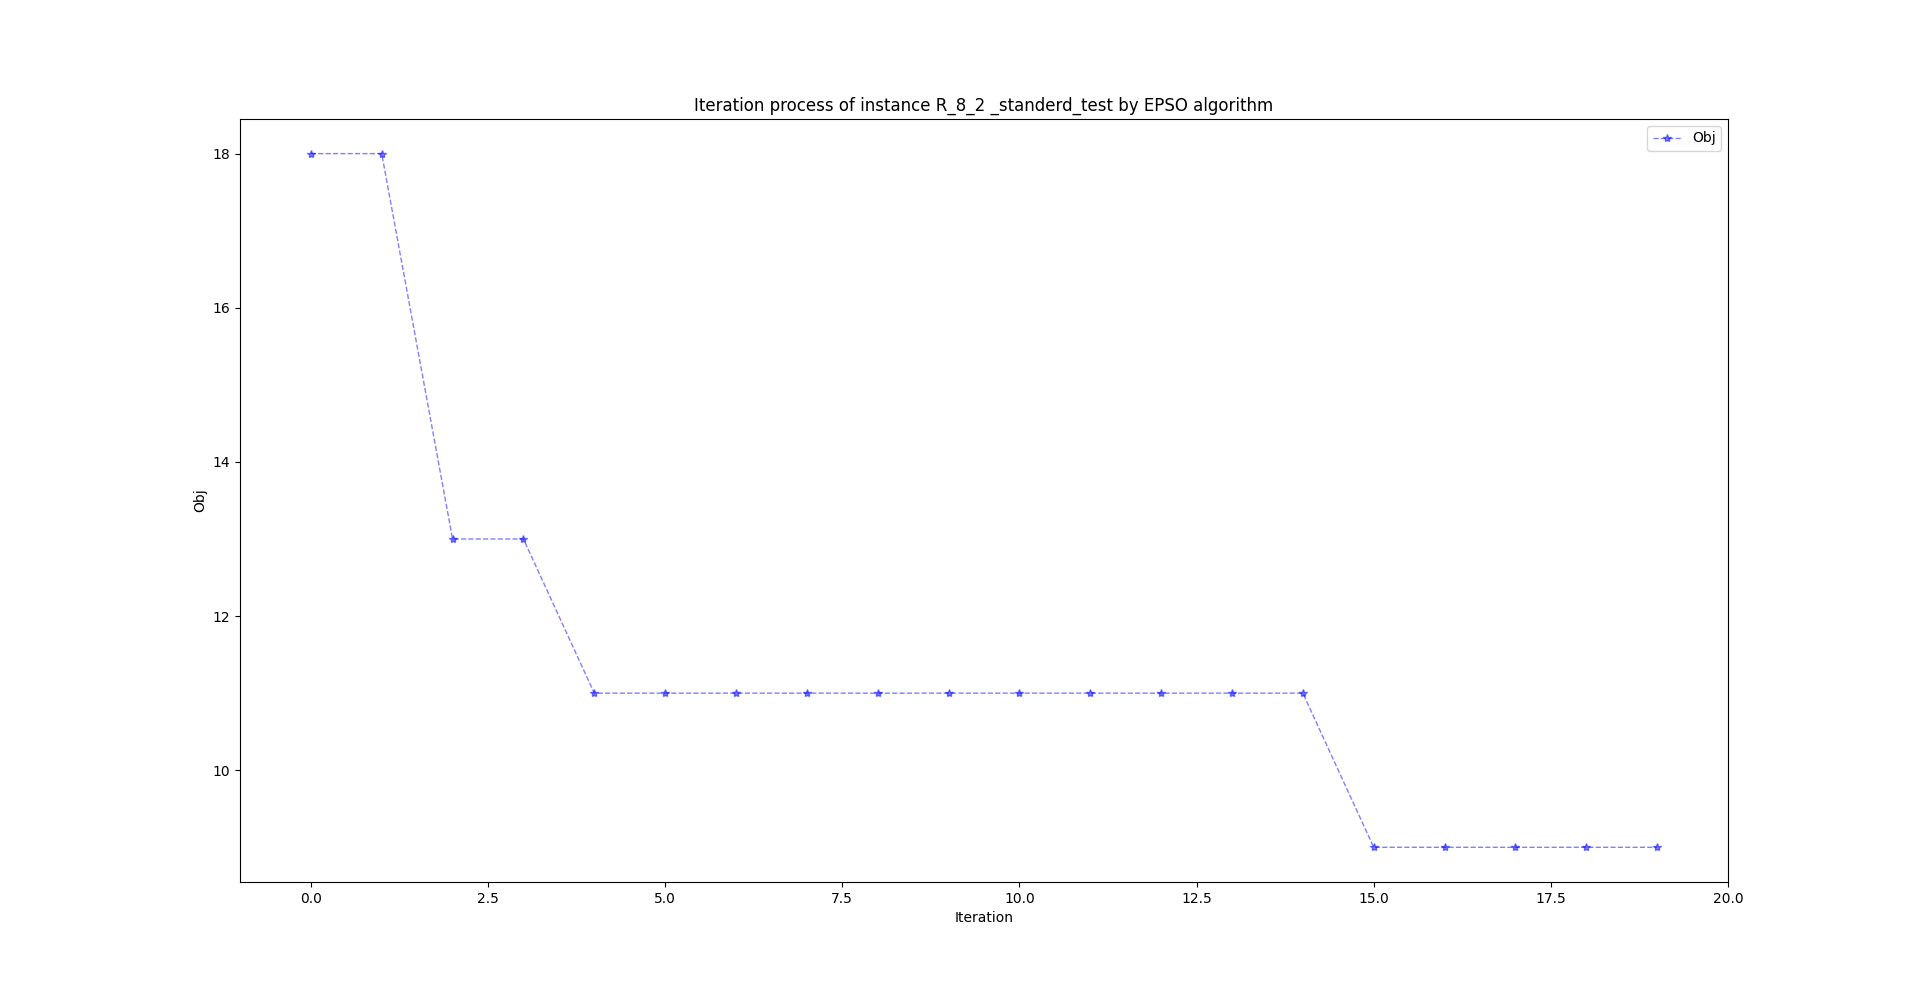 Iteration process of instance R_8_2 _standerd_test by EPSO algorithm
Obj
18
16
14
12
10
Obj
0.0 2.5 5.0 7.5 10.0 12.5 15.0 17.5 20.0
Iteration